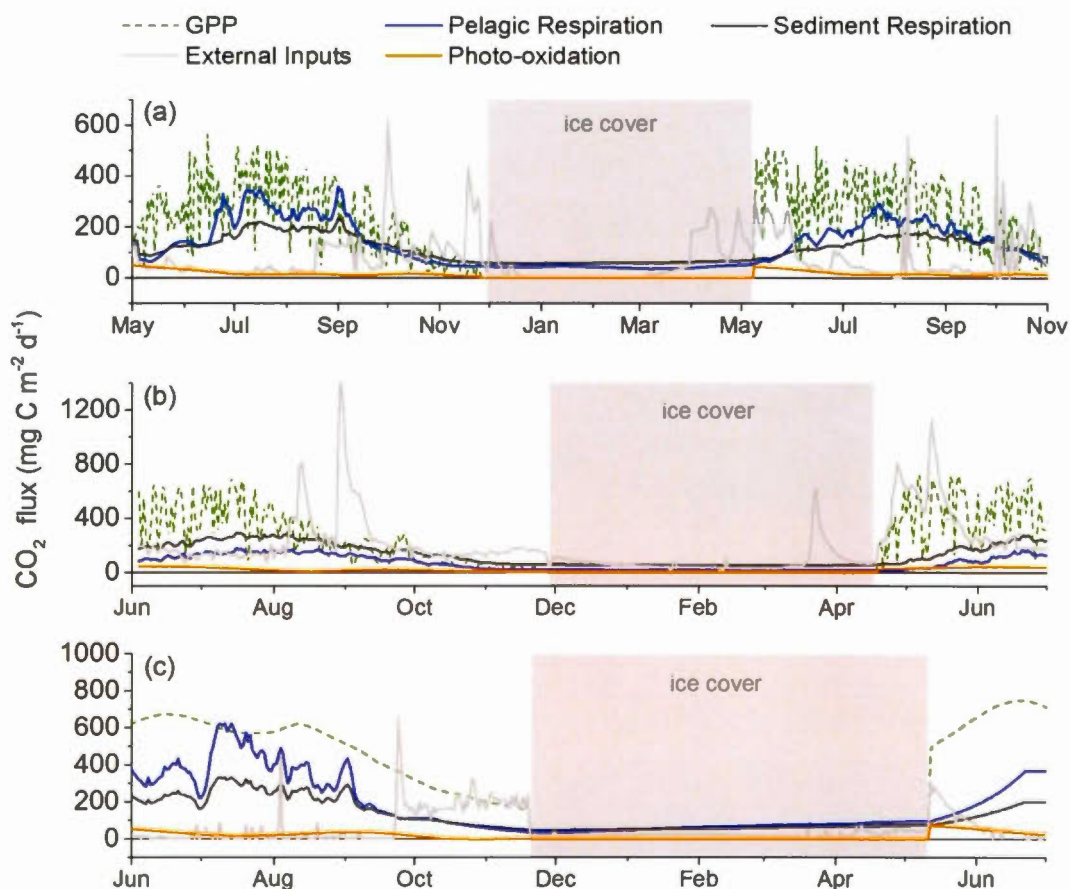 GPP Pelagic Respiration Sediment Respiration
External Inputs Photo-oxidation
(a)
ice cover
600
400
200
0
May Jul Sep Nov Jan Mar May Jul Sep Nov
CO₂ flux (mg C m⁻² d⁻¹)
(b)
ice cover
1200
800
400
0
Jun Aug Oct Dec Feb Apr Jun
(c)
ice cover
1000
800
600
400
200
0
Jun Aug Oct Dec Feb Apr Jun